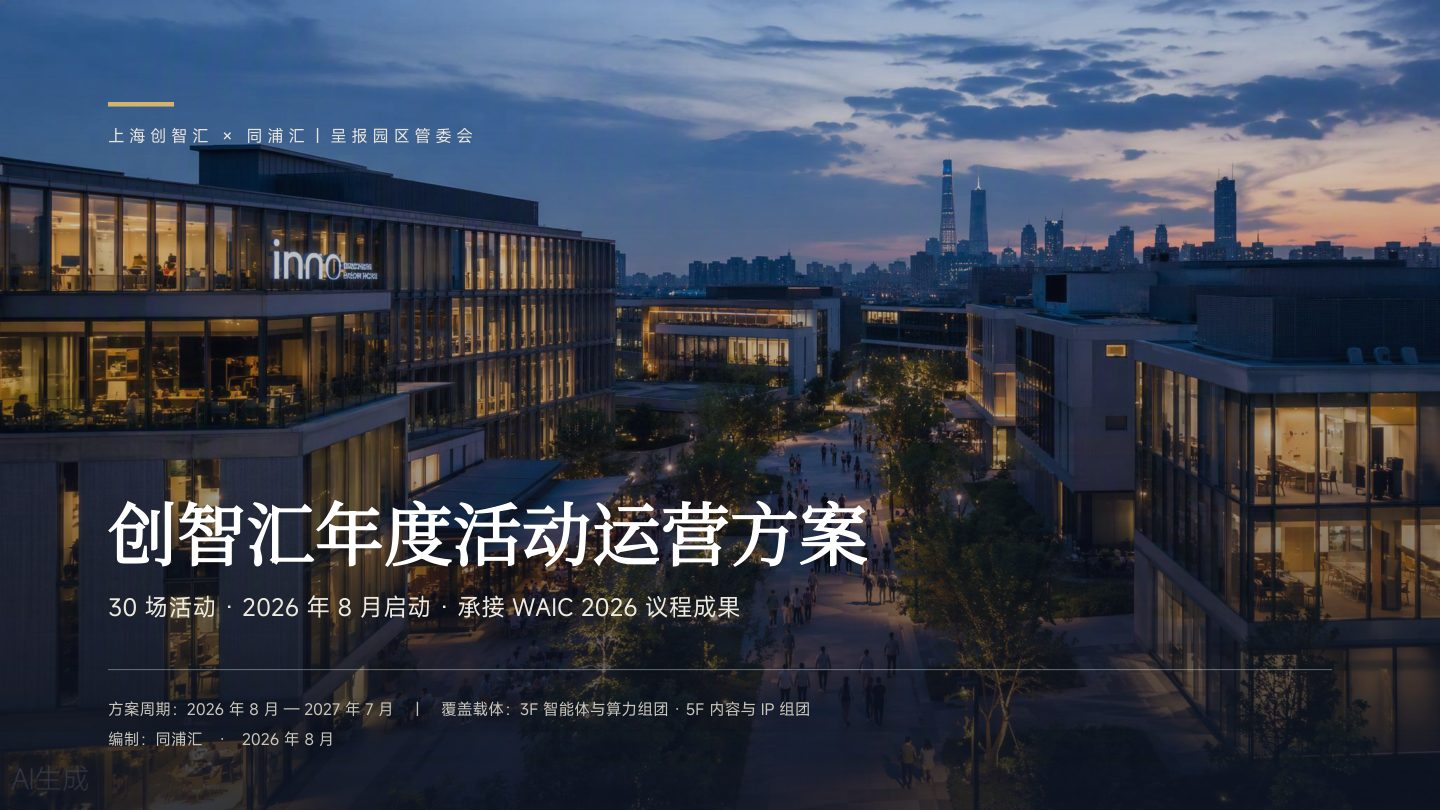 上海创智汇 × 同浦汇丨呈报园区管委会
inno
创智汇年度活动运营方案
30 场活动 · 2026 年 8 月启动 · 承接 WAIC 2026 议程成果
方案周期：2026 年 8 月 — 2027 年 7 月 丨 覆盖载体：3F 智能体与算力组团 · 5F 内容与 IP 组团
编制：同浦汇 · 2026 年 8 月
AI生成